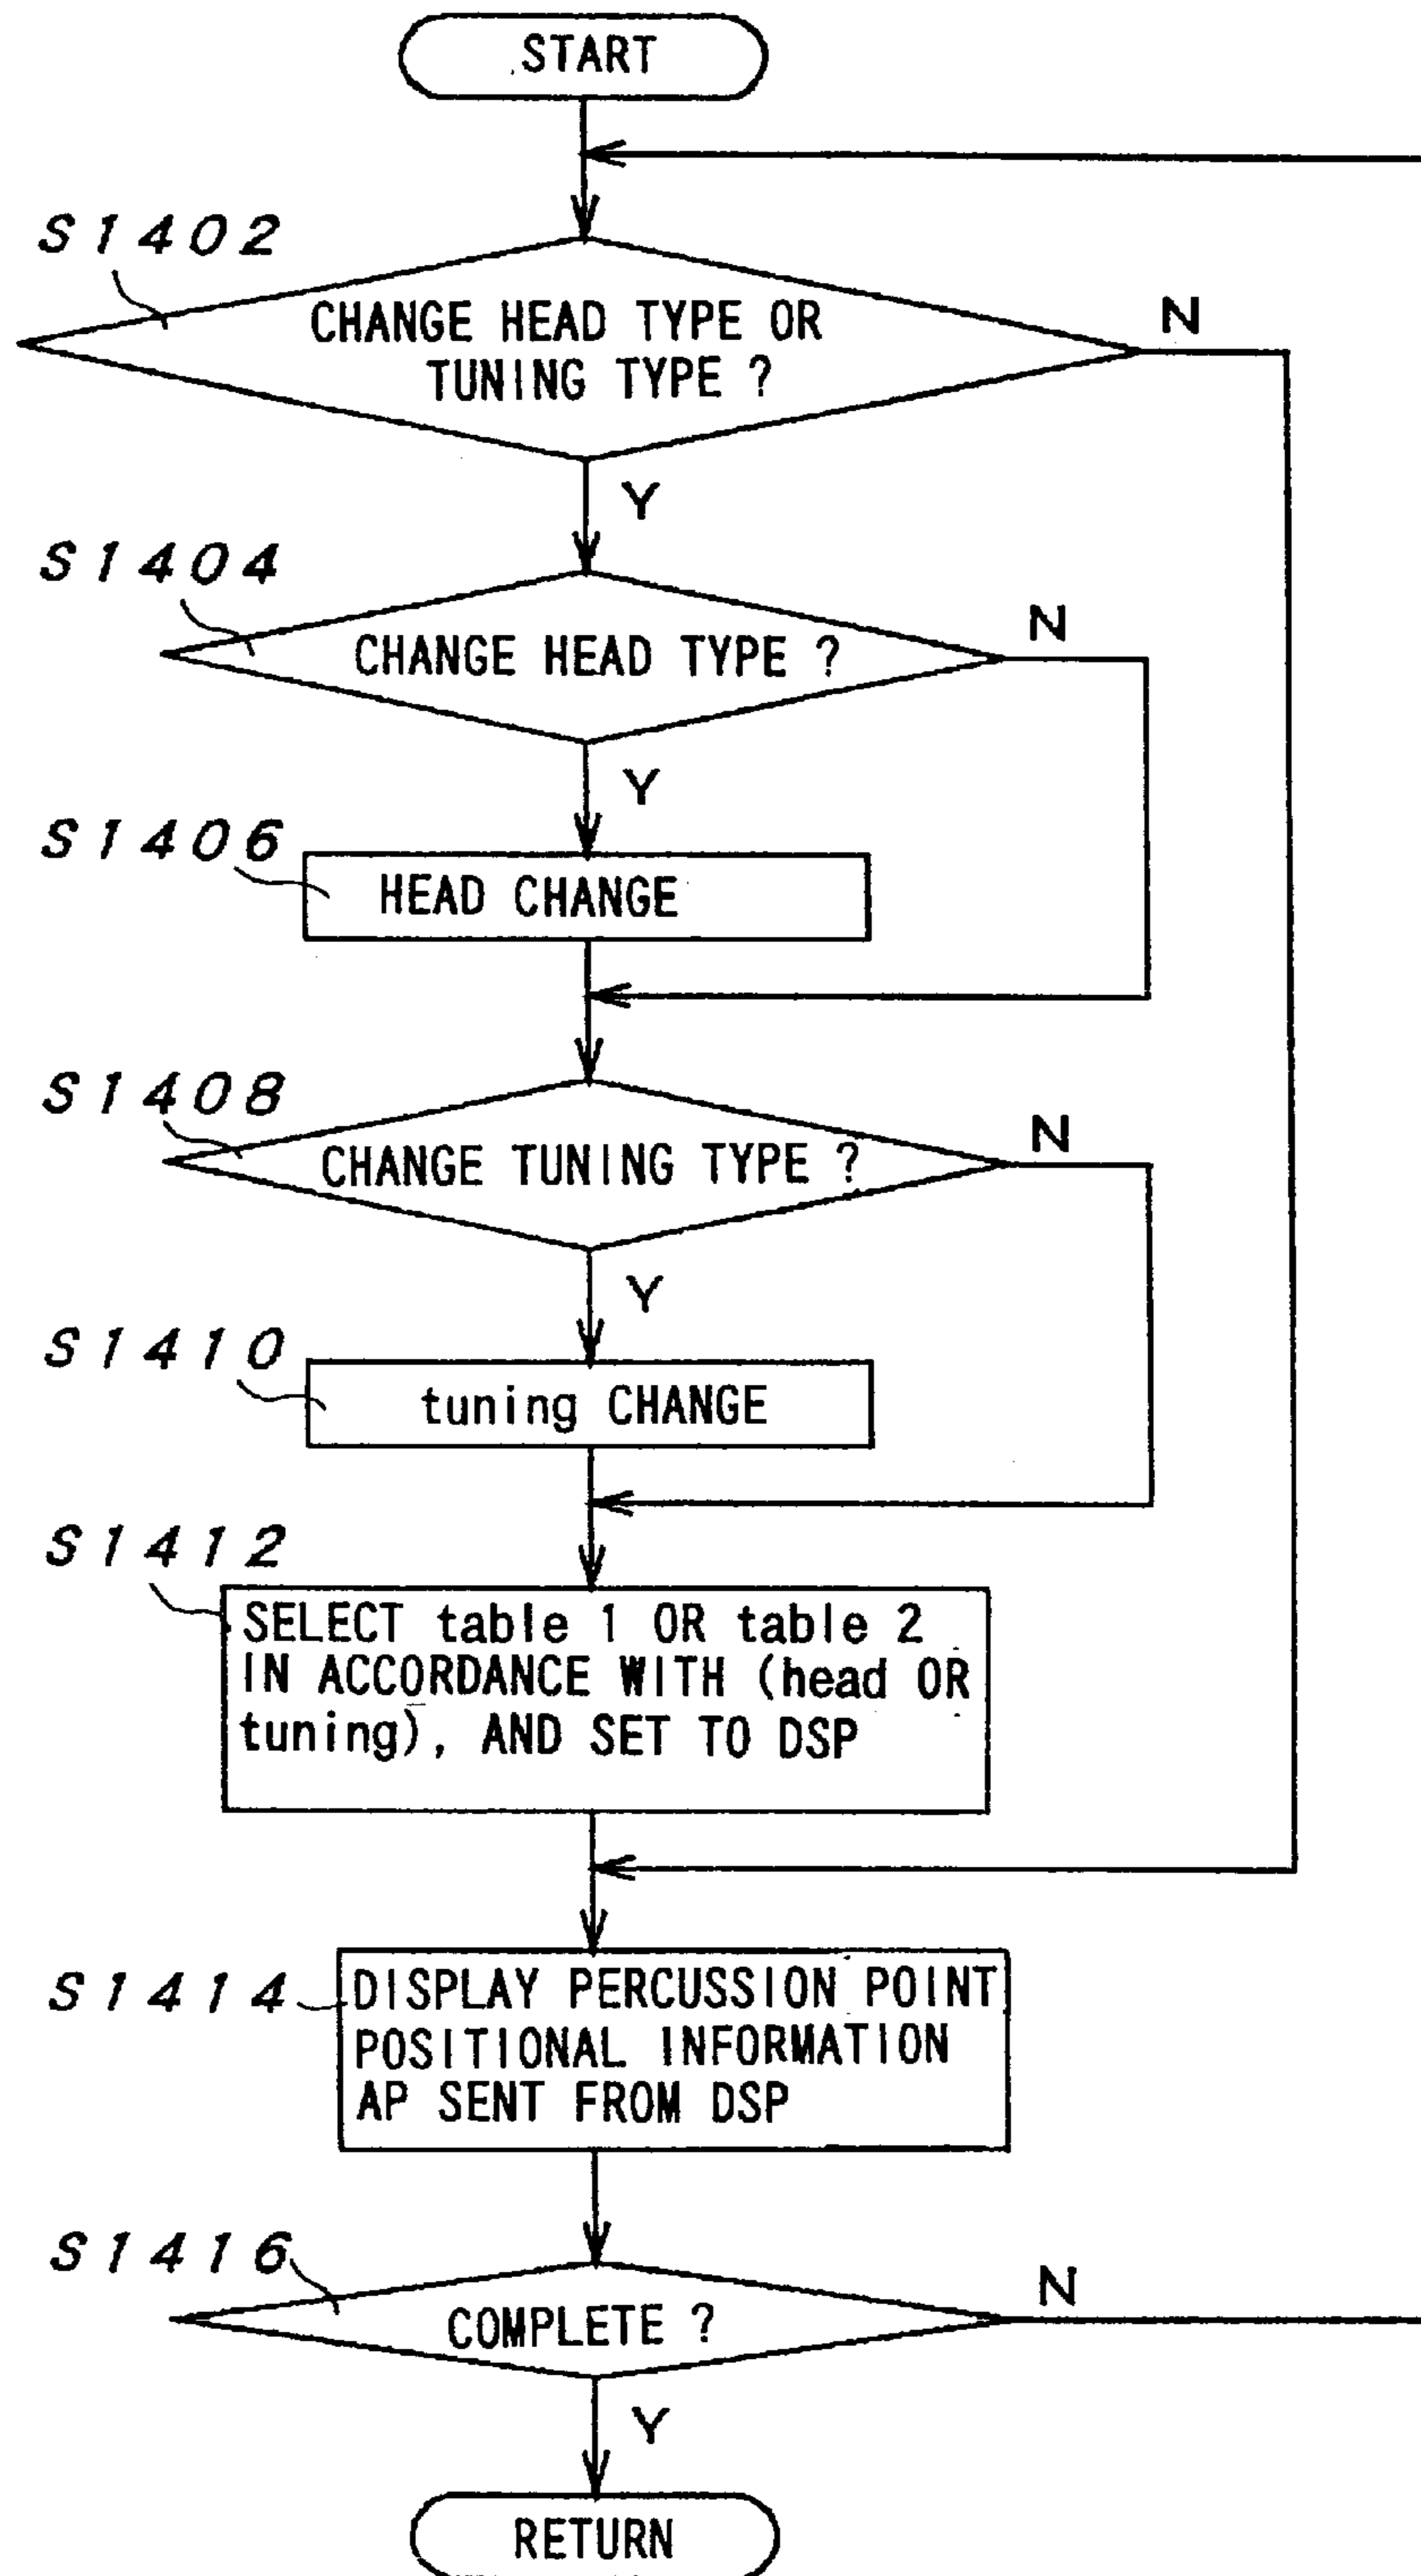 START
S1402
CHANGE HEAD TYPE OR
TUNING TYPE ?
N
Y
S1404
CHANGE HEAD TYPE ?
N
Y
S1406
HEAD CHANGE
S1408
CHANGE TUNING TYPE ?
N
Y
S1410
tuning CHANGE
S1412
SELECT table 1 OR table 2
IN ACCORDANCE WITH (head OR
tuning), AND SET TO DSP
S1414
DISPLAY PERCUSSION POINT
POSITIONAL INFORMATION
AP SENT FROM DSP
S1416
COMPLETE ?
N
Y
RETURN